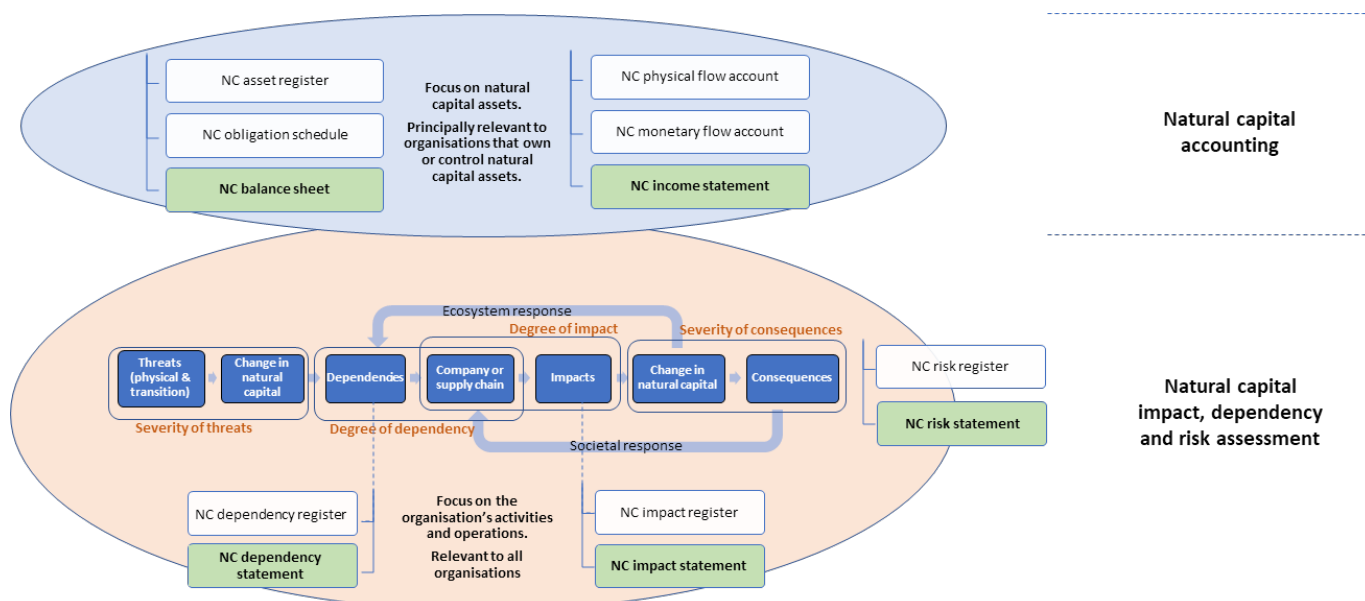 NC asset register
NC obligation schedule
NC balance sheet
Focus on natural
capital assets.
Principally relevant to
organisations that own
or control natural
capital assets.
NC physical flow account
NC monetary flow account
NC income statement
Natural capital
accounting
Ecosystem response
Degree of impact
Severity of consequences
Threats
(physical &
transition)
Change in
natural
capital
Dependencies
Company or
supply chain
Impacts
Change in
natural capital
Consequences
Severity of threats
Degree of dependency
Societal response
NC risk register
NC risk statement
Natural capital
impact, dependency
and risk assessment
NC dependency register
NC dependency
statement
Focus on the
organisation’s activities
and operations.
Relevant to all
organisations
NC impact register
NC impact statement